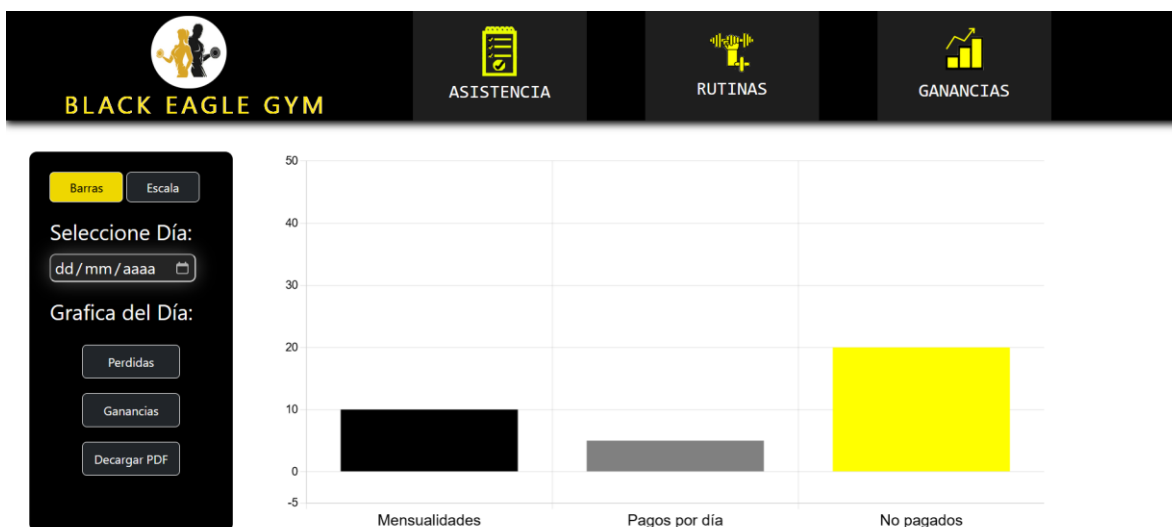 BLACK EAGLE GYM
ASISTENCIA
RUTINAS
GANANCIAS
Barras
Escala
Seleccione Día:
dd/mm/aaaa
Grafica del Día:
Perdidas
Ganancias
Decargar PDF
50
40
30
20
10
0
-5
Mensualidades
Pagos por día
No pagados